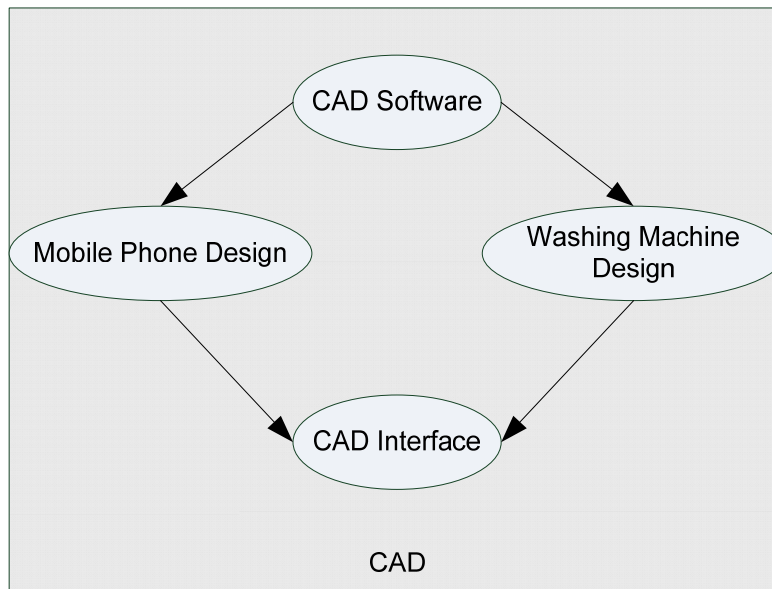 CAD Software
Mobile Phone Design
Washing Machine
Design
CAD Interface
CAD